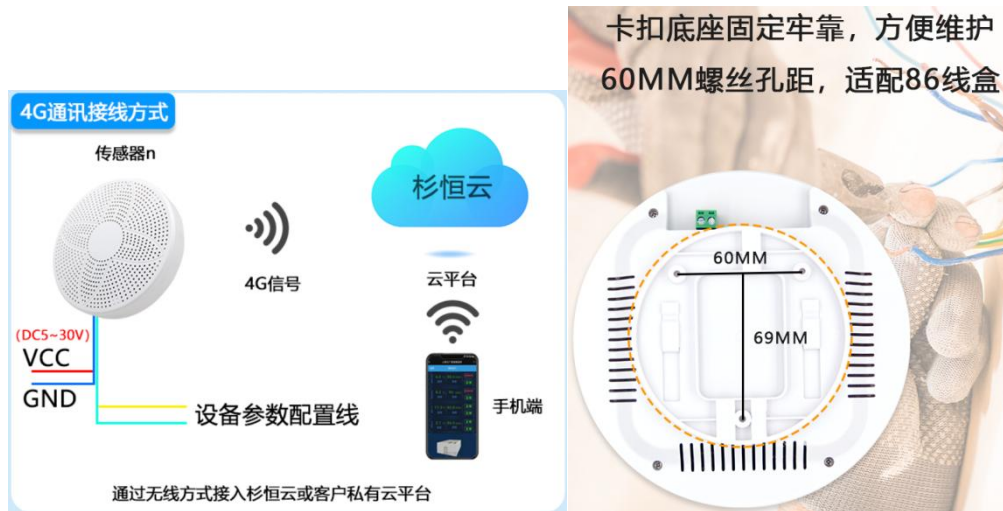 4G通讯接线方式
传感器n
杉恒云
4G信号
云平台
(DC5~30V)
VCC
GND
设备参数配置线
手机端
通过无线方式接入杉恒云或客户私有云平台
卡扣底座固定牢靠，方便维护
60MM螺丝孔距，适配86线盒
60MM
69MM